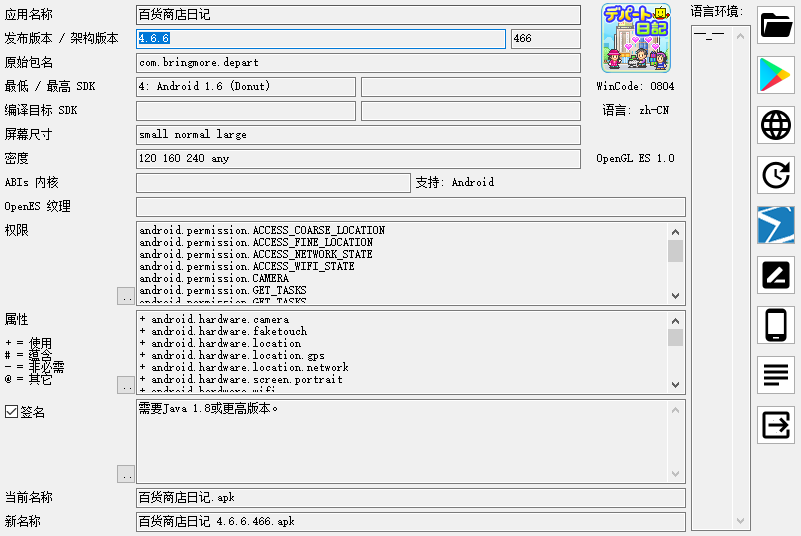 应用名称 百货商店日记
デパート日記
语言环境:
发布版本 / 架构版本 4.6.6 466
--_--
原始包名 com.bringmore.depart
最低 / 最高 SDK 4: Android 1.6 (Donut)
WinCode: 0804
编译目标 SDK
语言: zh-CN
屏幕尺寸 small normal large
密度 120 160 240 any
OpenGL ES 1.0
ABIs 内核
支持: Android
OpenES 纹理
权限
android.permission.ACCESS_COARSE_LOCATION
android.permission.ACCESS_FINE_LOCATION
android.permission.ACCESS_NETWORK_STATE
android.permission.ACCESS_WIFI_STATE
android.permission.CAMERA
android.permission.GET_TASKS
android.permission.GET_TASKS
..
属性
+ = 使用
# = 蕴含
- = 非必需
@ = 其它
+ android.hardware.camera
+ android.hardware.faketouch
+ android.hardware.location
+ android.hardware.location.gps
+ android.hardware.location.network
+ android.hardware.screen.portrait
+ android.hardware.wifi
..
签名 需要Java 1.8或更高版本。
..
当前名称 百货商店日记.apk
新名称 百货商店日记 4.6.6.466.apk